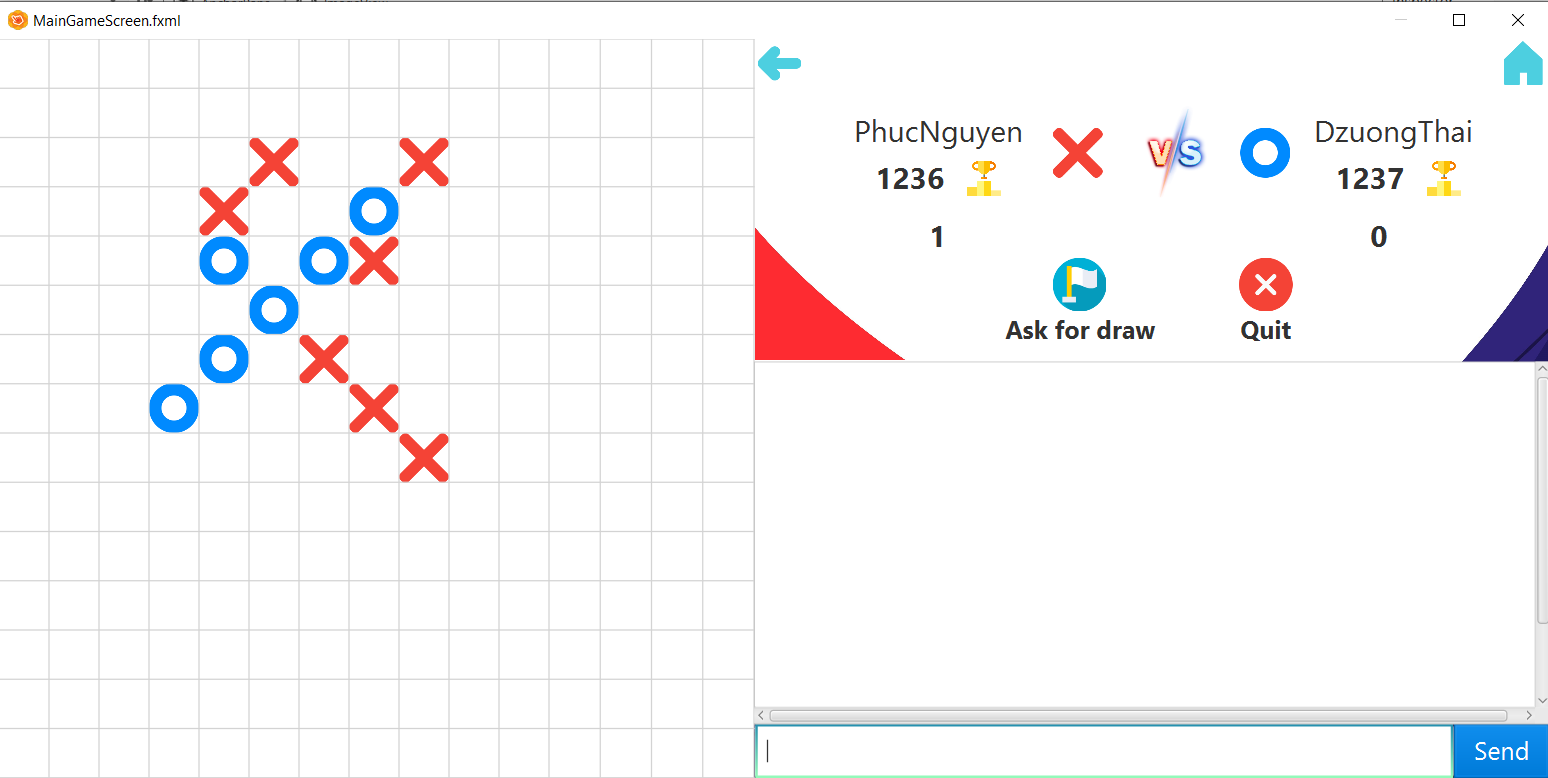 MainGameScreen.fxml
PhucNguyen
VS
DzuongThai
1236
1237
1
0
Ask for draw
Quit
Send